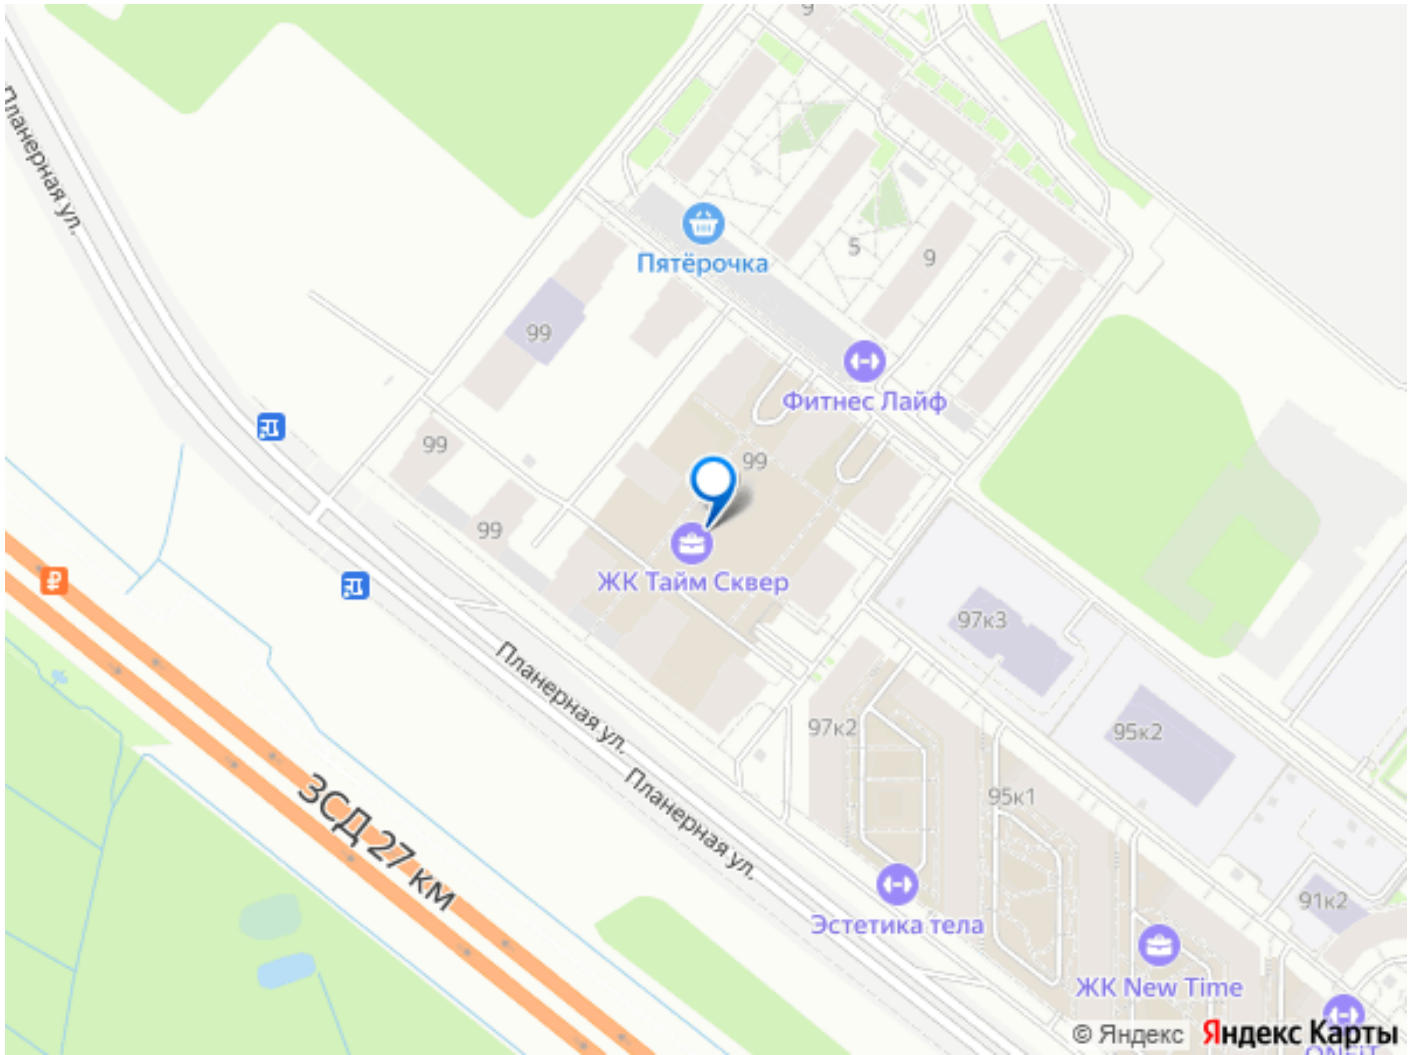 9
Планерная ул.
Пятёрочка
5
9
99
Фитнес Лайф
99
99
99
ЖК Тайм Сквер
₽
97к3
Планерная ул.
97к2
95к2
Планерная ул.
95к1
ЗСД 27 км
91к2
Эстетика тела
ЖК New Time
© Яндекс Яндекс Карты